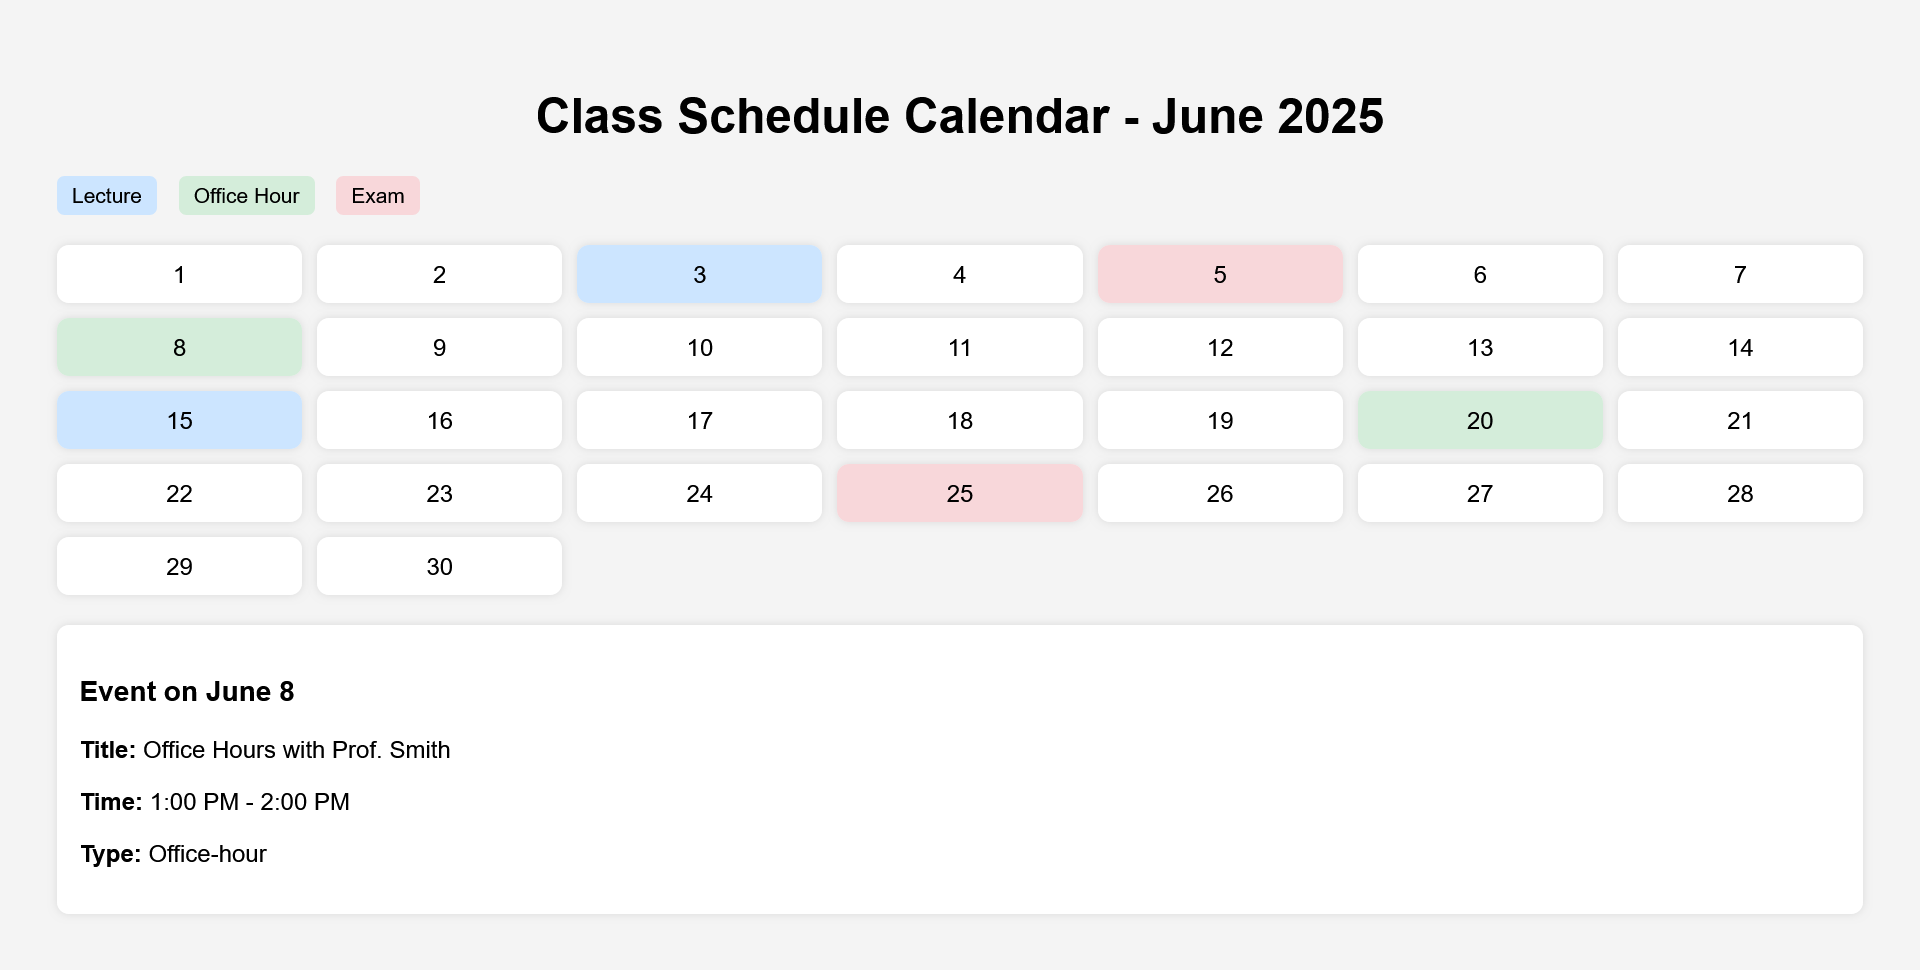 Class Schedule Calendar - June 2025
Lecture Office Hour Exam
1 2 3 4 5 6 7
8 9 10 11 12 13 14
15 16 17 18 19 20 21
22 23 24 25 26 27 28
29 30
Event on June 8
Title: Office Hours with Prof. Smith
Time: 1:00 PM - 2:00 PM
Type: Office-hour